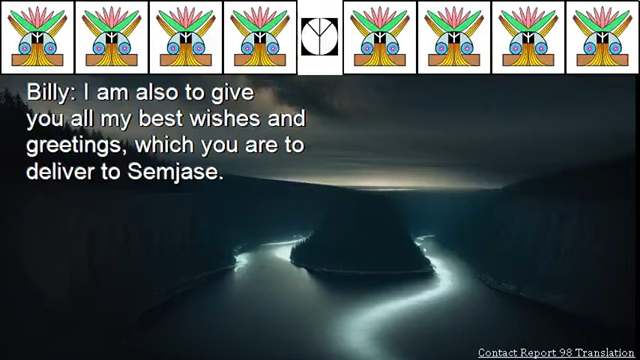 Billy: I am also to give
you all my best wishes and
greetings, which you are to
deliver to Semjase.
Contact Report 98 Translation